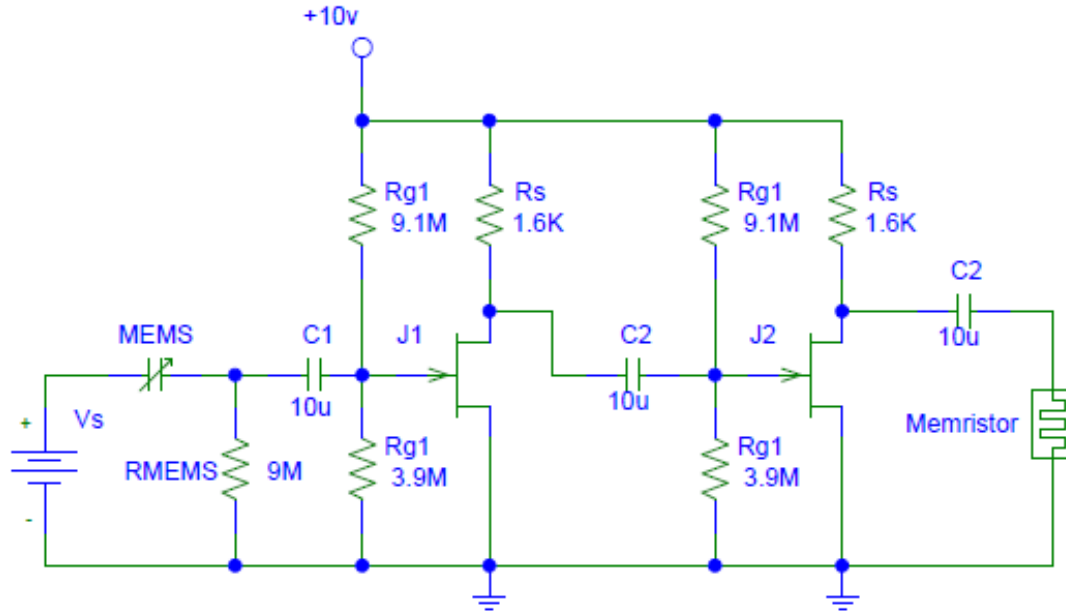 +10v
Rg1
9.1M
Rs
1.6K
Rg1
9.1M
Rs
1.6K
C2
10u
MEMS
C1
10u
J1
C2
10u
J2
+
Vs
-
RMEMS
9M
Rg1
3.9M
Rg1
3.9M
Memristor